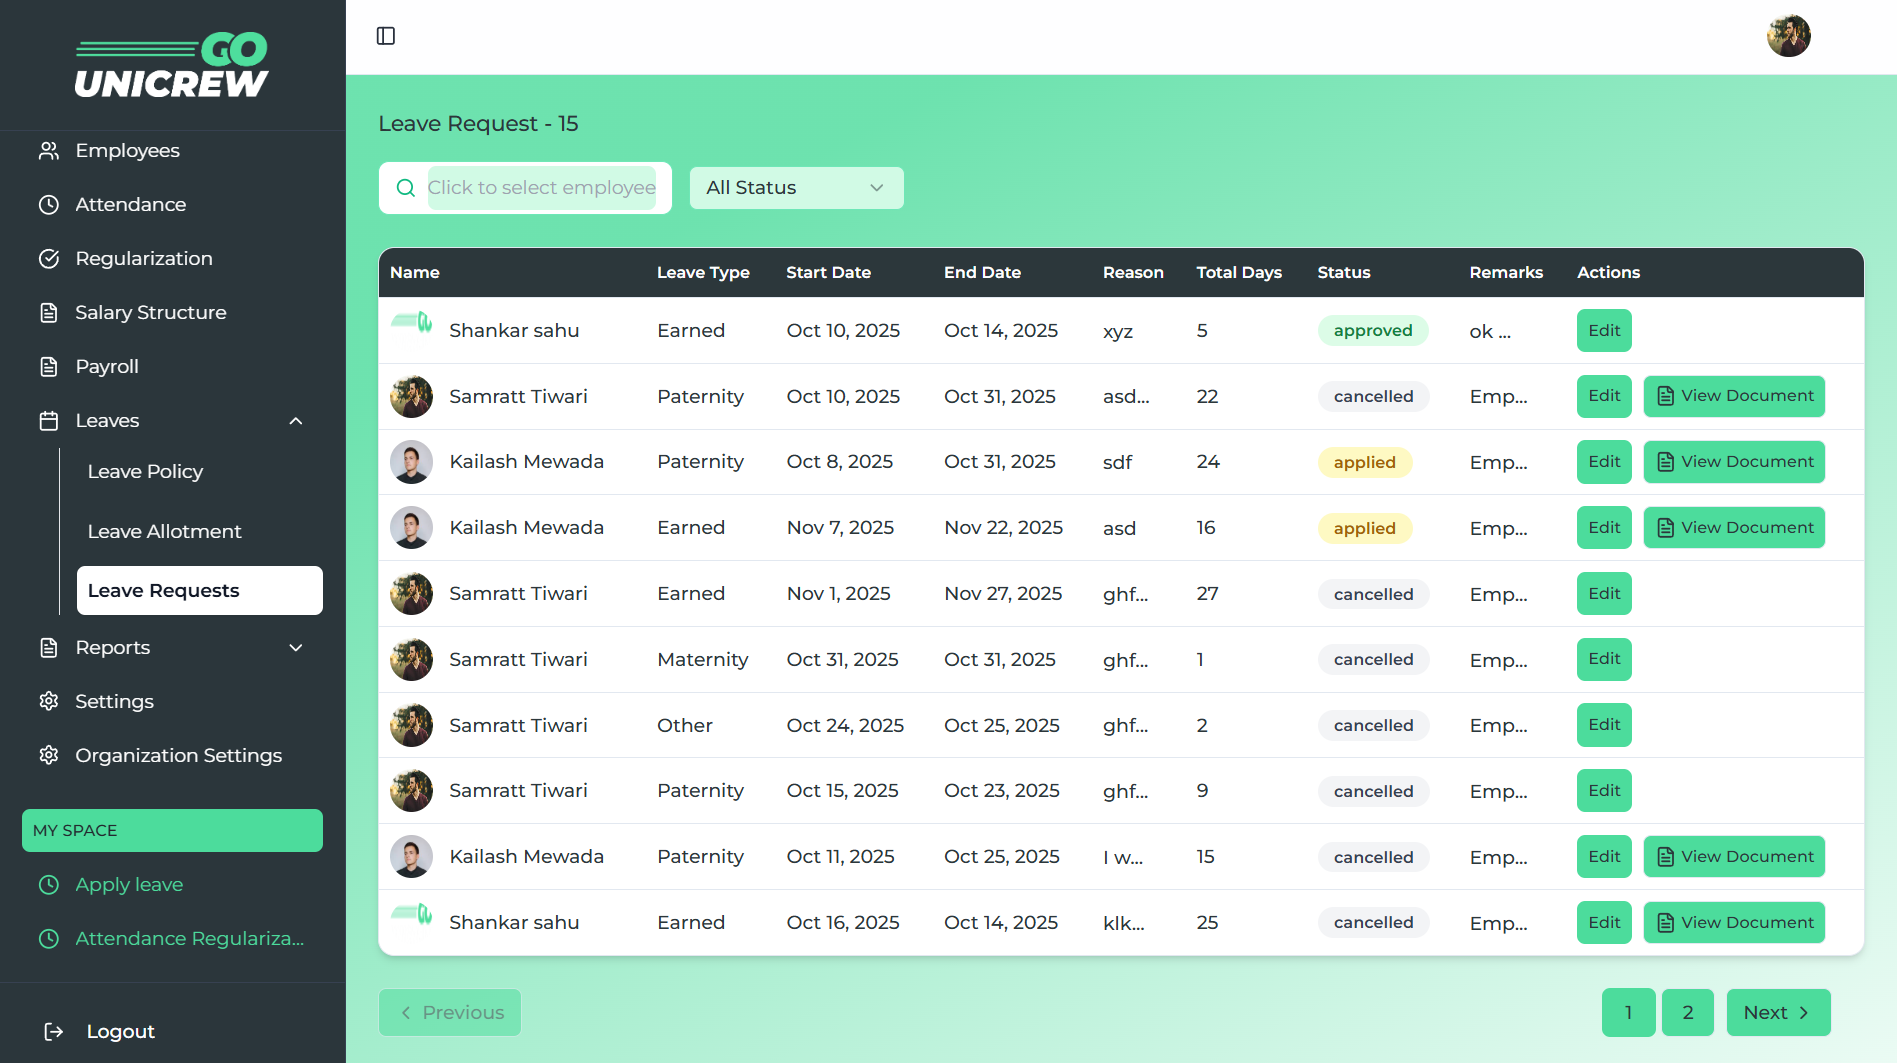 GO
UNICREW
Employees
Attendance
Regularization
Salary Structure
Payroll
Leaves
Leave Policy
Leave Allotment
Leave Requests
Reports
Settings
Organization Settings
MY SPACE
Apply leave
Attendance Regulariza...
Logout
Leave Request - 15
Click to select employee
All Status
Name Leave Type Start Date End Date Reason Total Days Status Remarks Actions
Shankar sahu Earned Oct 10, 2025 Oct 14, 2025 xyz 5 approved ok ... Edit
Samratt Tiwari Paternity Oct 10, 2025 Oct 31, 2025 asd... 22 cancelled Emp... Edit View Document
Kailash Mewada Paternity Oct 8, 2025 Oct 31, 2025 sdf 24 applied Emp... Edit View Document
Kailash Mewada Earned Nov 7, 2025 Nov 22, 2025 asd 16 applied Emp... Edit View Document
Samratt Tiwari Earned Nov 1, 2025 Nov 27, 2025 ghf... 27 cancelled Emp... Edit
Samratt Tiwari Maternity Oct 31, 2025 Oct 31, 2025 ghf... 1 cancelled Emp... Edit
Samratt Tiwari Other Oct 24, 2025 Oct 25, 2025 ghf... 2 cancelled Emp... Edit
Samratt Tiwari Paternity Oct 15, 2025 Oct 23, 2025 ghf... 9 cancelled Emp... Edit
Kailash Mewada Paternity Oct 11, 2025 Oct 25, 2025 I w... 15 cancelled Emp... Edit View Document
Shankar sahu Earned Oct 16, 2025 Oct 14, 2025 klk... 25 cancelled Emp... Edit View Document
Previous 1 2 Next